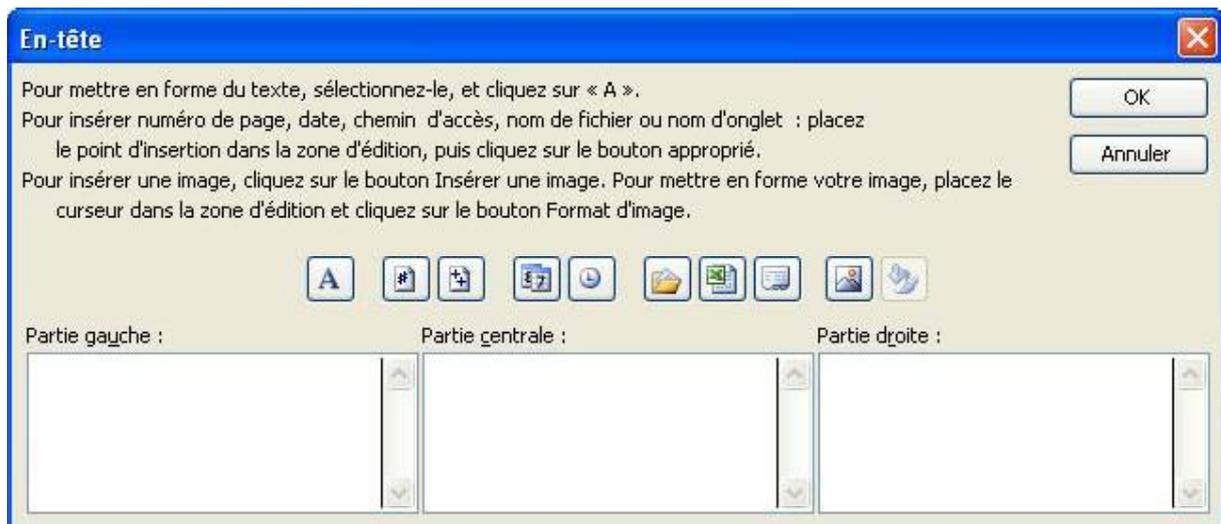 En-tête
Pour mettre en forme du texte, sélectionnez-le, et cliquez sur « A ».
Pour insérer numéro de page, date, chemin d'accès, nom de fichier ou nom d'onglet : placez
le point d'insertion dans la zone d'édition, puis cliquez sur le bouton approprié.
Pour insérer une image, cliquez sur le bouton Insérer une image. Pour mettre en forme votre image, placez le
curseur dans la zone d'édition et cliquez sur le bouton Format d'image.
OK
Annuler
A
Partie gauche :
Partie centrale :
Partie droite :